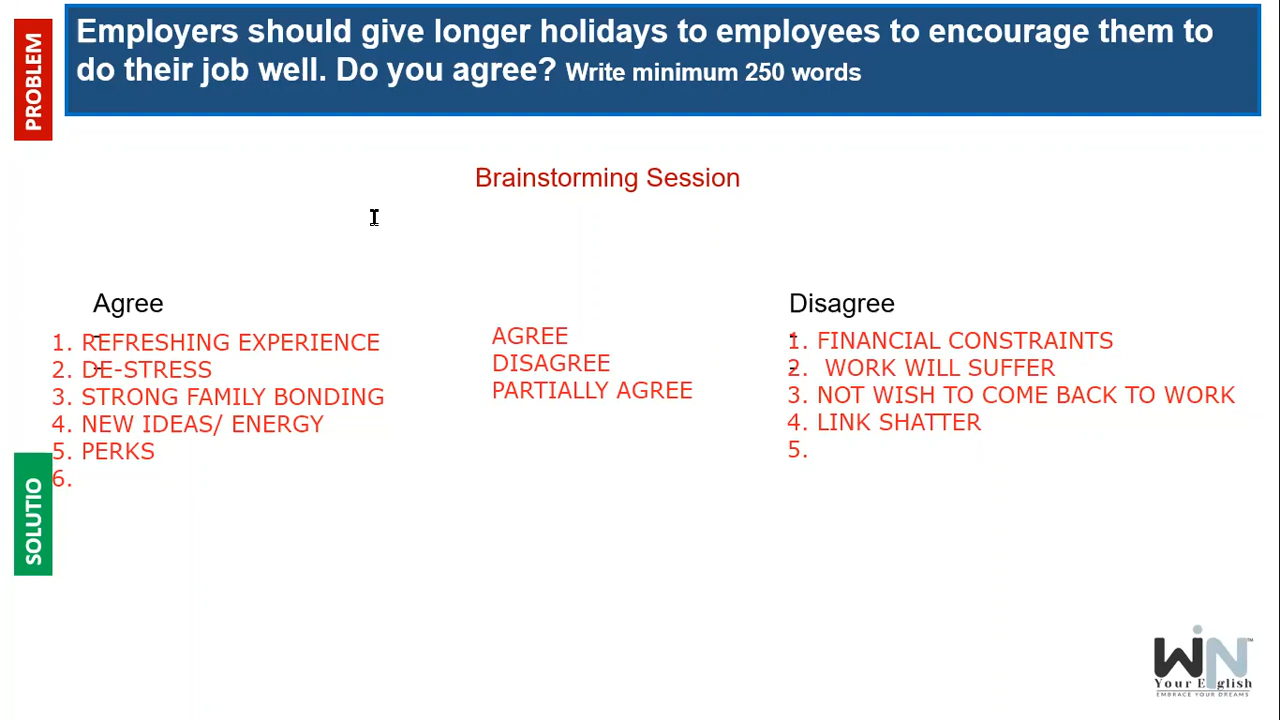 PROBLEM
Employers should give longer holidays to employees to encourage them to
do their job well. Do you agree? Write minimum 250 words
Brainstorming Session
Agree
1. REFRESHING EXPERIENCE
2. DE-STRESS
3. STRONG FAMILY BONDING
4. NEW IDEAS/ ENERGY
5. PERKS
6.
AGREE
DISAGREE
PARTIALLY AGREE
Disagree
1. FINANCIAL CONSTRAINTS
2. WORK WILL SUFFER
3. NOT WISH TO COME BACK TO WORK
4. LINK SHATTER
5.
SOLUTIO
WiN™
Your English
EMBRACE YOUR DREAMS